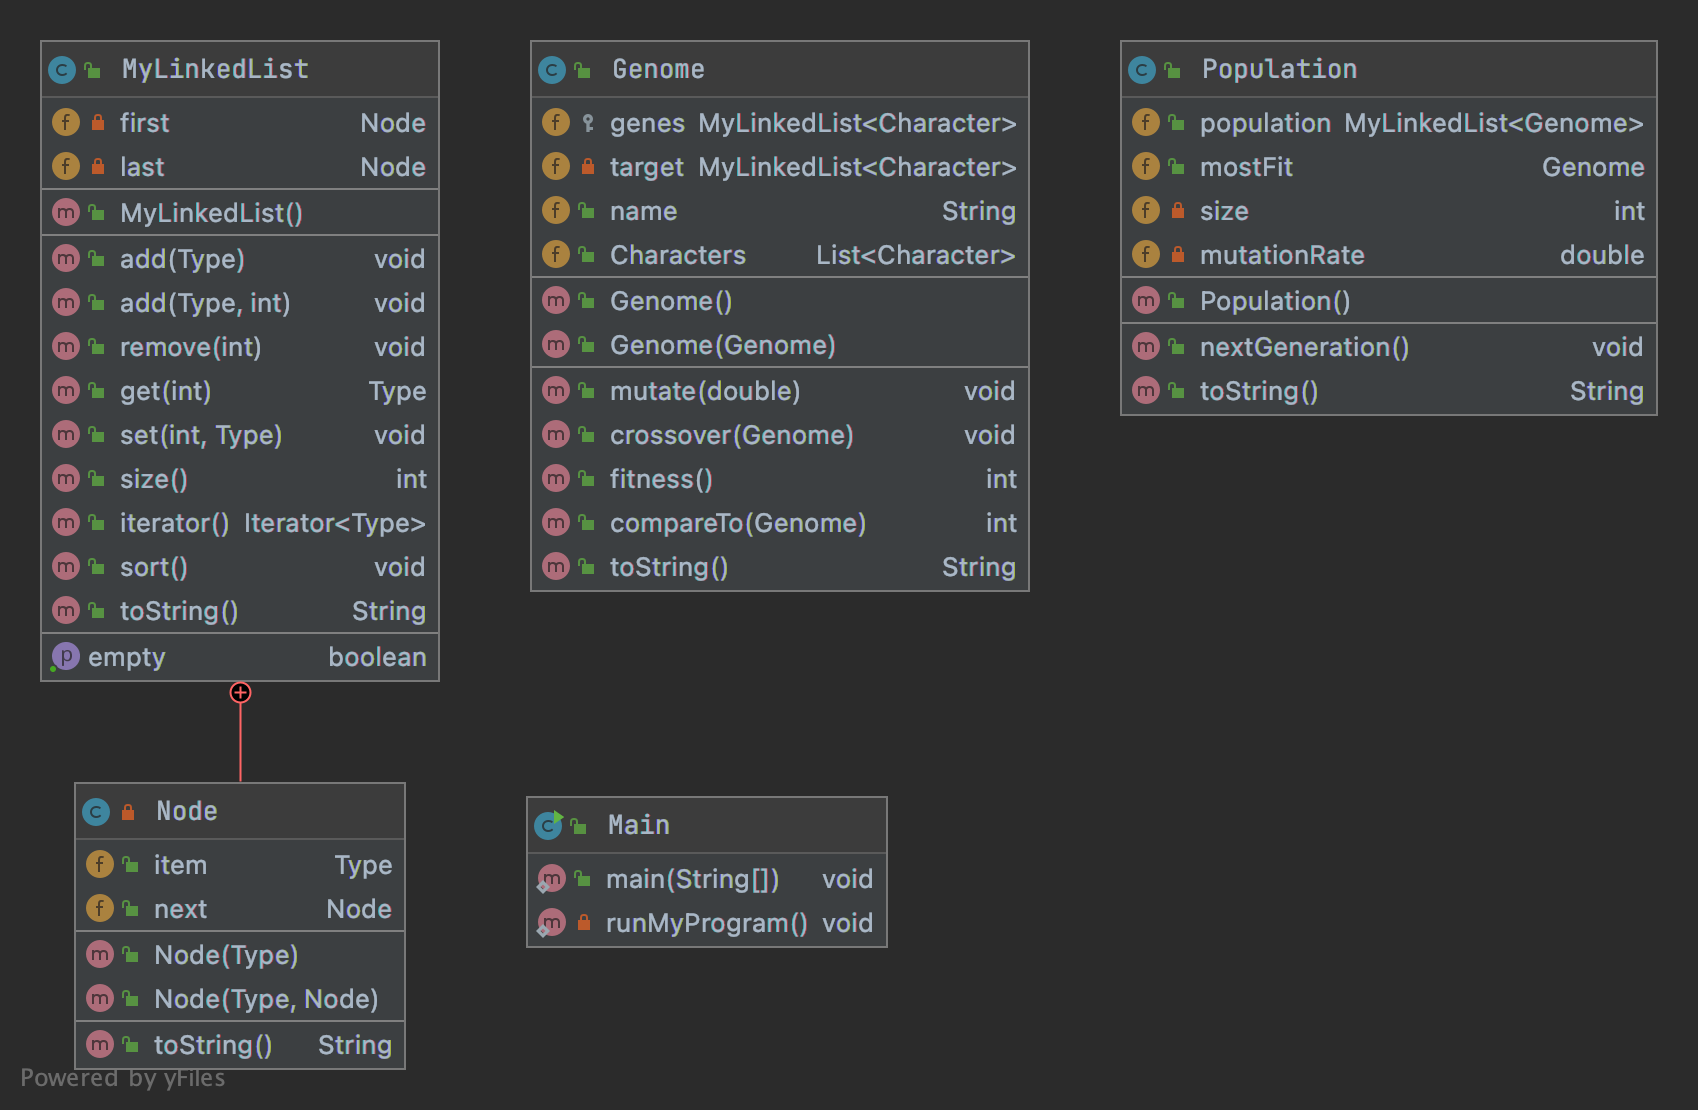 MyLinkedList
first Node
last Node
MyLinkedList()
add(Type) void
add(Type, int) void
remove(int) void
get(int) Type
set(int, Type) void
size() int
iterator() Iterator<Type>
sort() void
toString() String
p empty boolean
Genome
genes MyLinkedList<Character>
target MyLinkedList<Character>
name String
Characters List<Character>
Genome()
Genome(Genome)
mutate(double) void
crossover(Genome) void
fitness() int
compareTo(Genome) int
toString() String
Population
population MyLinkedList<Genome>
mostFit Genome
size int
mutationRate double
Population()
nextGeneration() void
toString() String
Node
item Type
next Node
Node(Type)
Node(Type, Node)
toString() String
Main
main(String[]) void
runMyProgram() void
Powered by yFiles